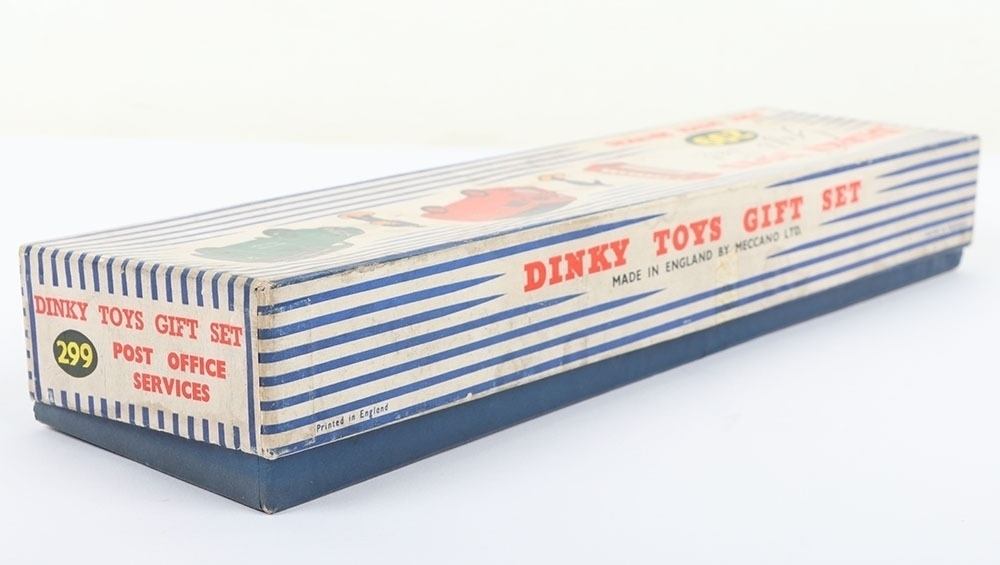 DINKY TOYS GIFT SET
299
POST OFFICE
SERVICES
DINKY TOYS GIFT SET
MADE IN ENGLAND BY MECCANO LTD.
Printed in England